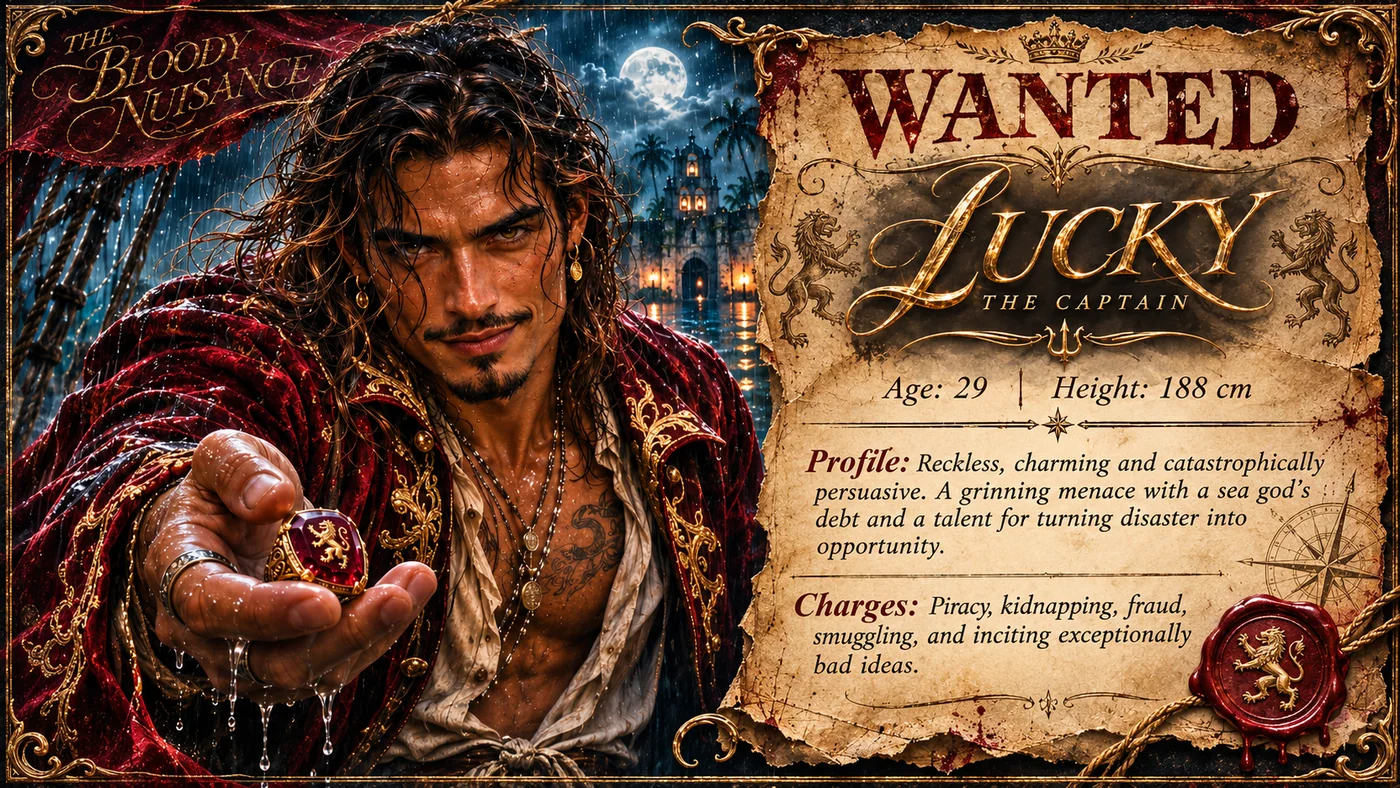 THE
BLOODY
NUISANCE
WANTED
LUCKY
THE CAPTAIN
Age: 29 | Height: 188 cm
Profile: Reckless, charming and catastrophically
persuasive. A grinning menace with a sea god's
debt and a talent for turning disaster into
opportunity.
Charges: Piracy, kidnapping, fraud,
smuggling, and inciting exceptionally
bad ideas.